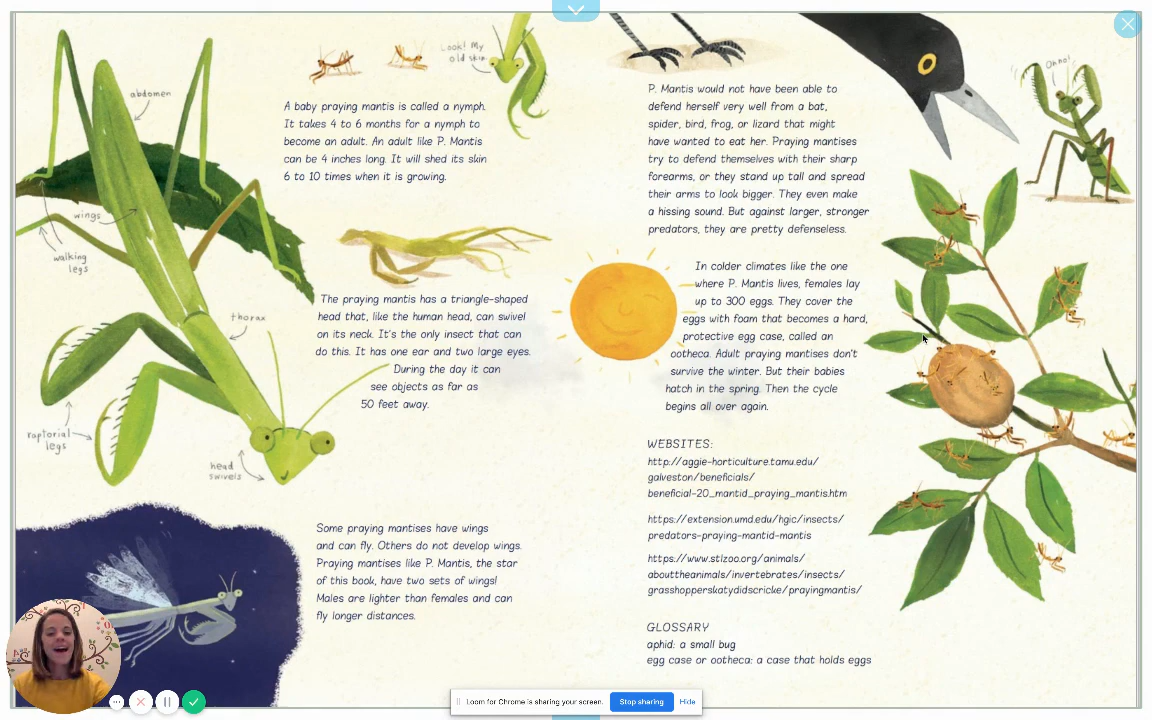 abdomen
wings
walking
legs
thorax
raptorial
legs
head
swivels
Look! My
old skin.
A baby praying mantis is called a nymph.
It takes 4 to 6 months for a nymph to
become an adult. An adult like P. Mantis
can be 4 inches long. It will shed its skin
6 to 10 times when it is growing.
The praying mantis has a triangle-shaped
head that, like the human head, can swivel
on its neck. It's the only insect that can
do this. It has one ear and two large eyes.
During the day it can
see objects as far as
50 feet away.
Some praying mantises have wings
and can fly. Others do not develop wings.
Praying mantises like P. Mantis, the star
of this book, have two sets of wings!
Males are lighter than females and can
fly longer distances.
P. Mantis would not have been able to
defend herself very well from a bat,
spider, bird, frog, or lizard that might
have wanted to eat her. Praying mantises
try to defend themselves with their sharp
forearms, or they stand up tall and spread
their arms to look bigger. They even make
a hissing sound. But against larger, stronger
predators, they are pretty defenseless.
Oh no!
In colder climates like the one
where P. Mantis lives, females lay
up to 300 eggs. They cover the
eggs with foam that becomes a hard,
protective egg case, called an
ootheca. Adult praying mantises don't
survive the winter. But their babies
hatch in the spring. Then the cycle
begins all over again.
WEBSITES:
http://aggie-horticulture.tamu.edu/
galveston/beneficials/
beneficial-20_mantid_praying_mantis.htm
https://extension.umd.edu/hgic/insects/
predators-praying-mantid-mantis
https://www.stlzoo.org/animals/
abouttheanimals/invertebrates/insects/
grasshopperskatydidscricke/prayingmantis/
GLOSSARY
aphid: a small bug
egg case or ootheca: a case that holds eggs
Loom for Chrome is sharing your screen.
Stop sharing
Hide